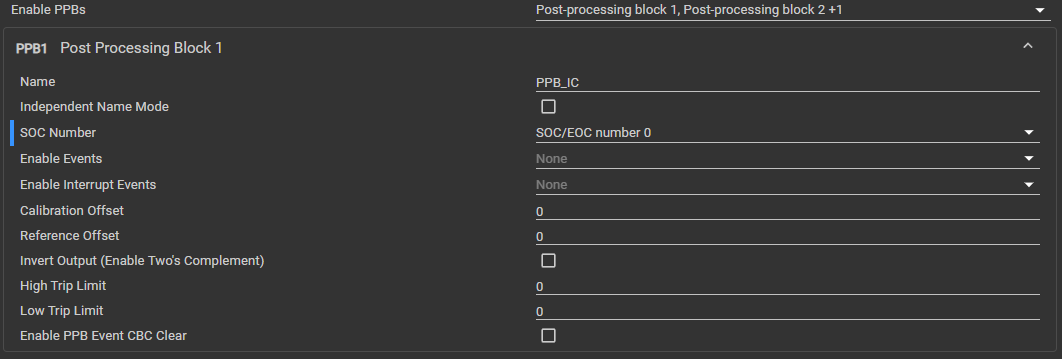 Enable PPBs Post-processing block 1, Post-processing block 2 +1
PPB1 Post Processing Block 1
Name PPB_IC
Independent Name Mode
SOC Number SOC/EOC number 0
Enable Events None
Enable Interrupt Events None
Calibration Offset 0
Reference Offset 0
Invert Output (Enable Two's Complement)
High Trip Limit 0
Low Trip Limit 0
Enable PPB Event CBC Clear